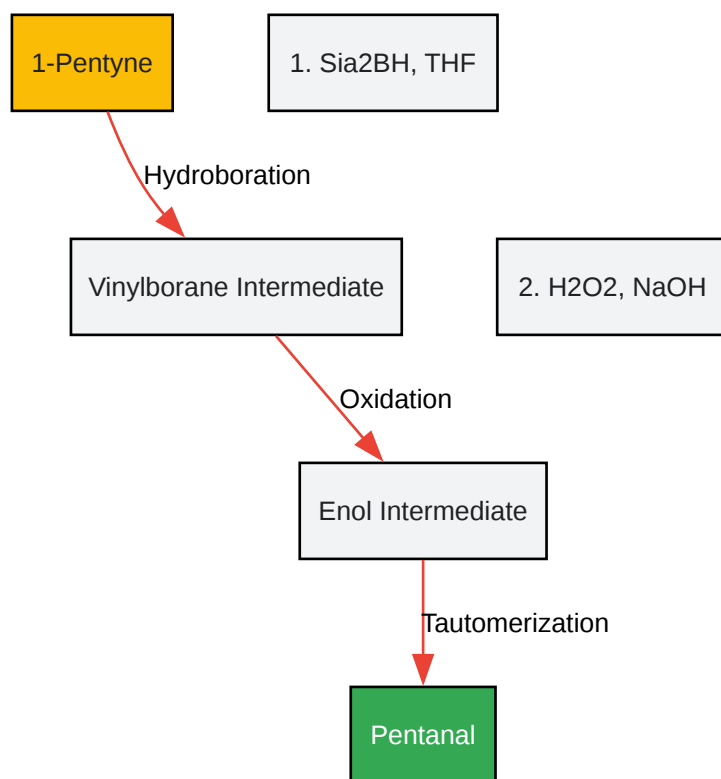 1-Pentyne
1. Sia2BH, THF
Hydroboration
Vinylborane Intermediate
2. H2O2, NaOH
Oxidation
Enol Intermediate
Tautomerization
Pentanal